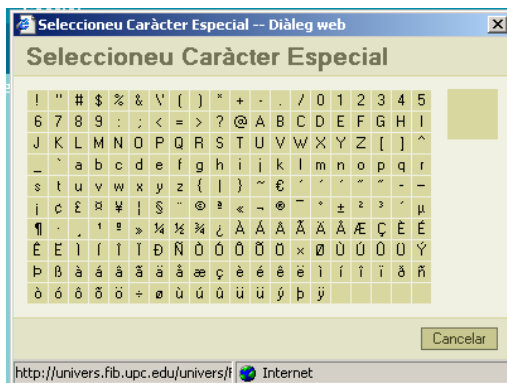 Seleccioneu Caràcter Especial -- Diàleg web
Seleccioneu Caràcter Especial
! " # $ % & \' ( ) * + - . / 0 1 2 3 4 5
6 7 8 9 : ; < = > ? @ A B C D E F G H I
J K L M N O P Q R S T U V W X Y Z [ ] ^
_ ` a b c d e f g h i j k l m n o p q r
s t u v w x y z { | } ~ €
¡ ¢ £ ¤ ¥ ¦ § ¨ © ª « ¬ ® ¯ ° ± ² ³ ´ µ
¶ · ¸ ¹ º » ¼ ½ ¾ ¿ À Á Â Ã Ä Å Æ Ç È É
Ê Ë Ì Í Î Ï Ð Ñ Ò Ó Ô Õ Ö × Ø Ù Ú Û Ü Ý
Þ ß à á â ã ä å æ ç è é ê ë ì í î ï ð ñ
ò ó ô õ ö ÷ ø ù ú û ü ü ý þ ÿ
Cancelar
http://univers.fib.upc.edu/univers/
Internet